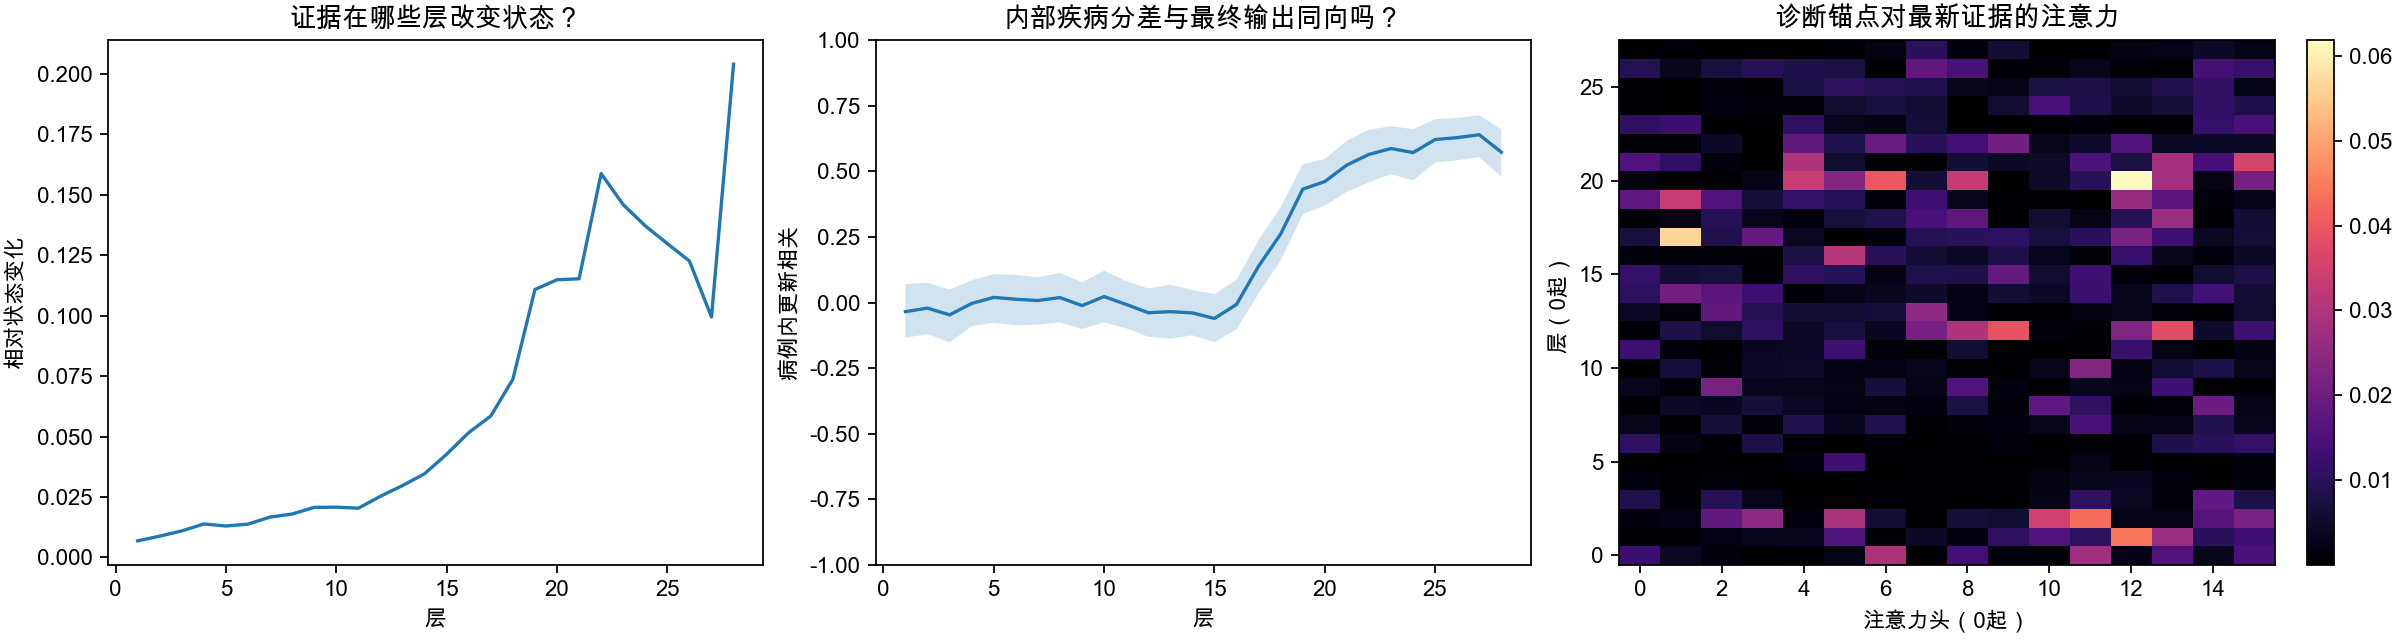 证据在哪些层改变状态？
相对状态变化
0.200
0.175
0.150
0.125
0.100
0.075
0.050
0.025
0.000
0 5 10 15 20 25
层
内部疾病分差与最终输出同向吗？
病例内更新相关
1.00
0.75
0.50
0.25
0.00
-0.25
-0.50
-0.75
-1.00
0 5 10 15 20 25
层
诊断锚点对最新证据的注意力
层（0起）
25
20
15
10
5
0
0 2 4 6 8 10 12 14
注意力头（0起）
0.06
0.05
0.04
0.03
0.02
0.01